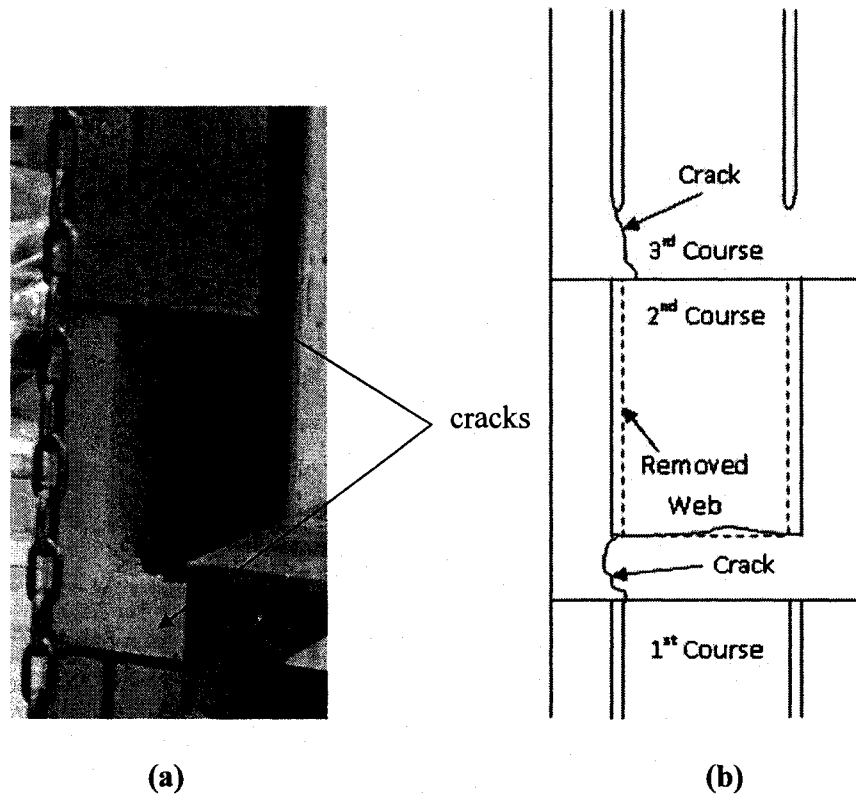 Crack
3rd Course
2nd Course
cracks
Removed
Web
Crack
1st Course
(a)
(b)